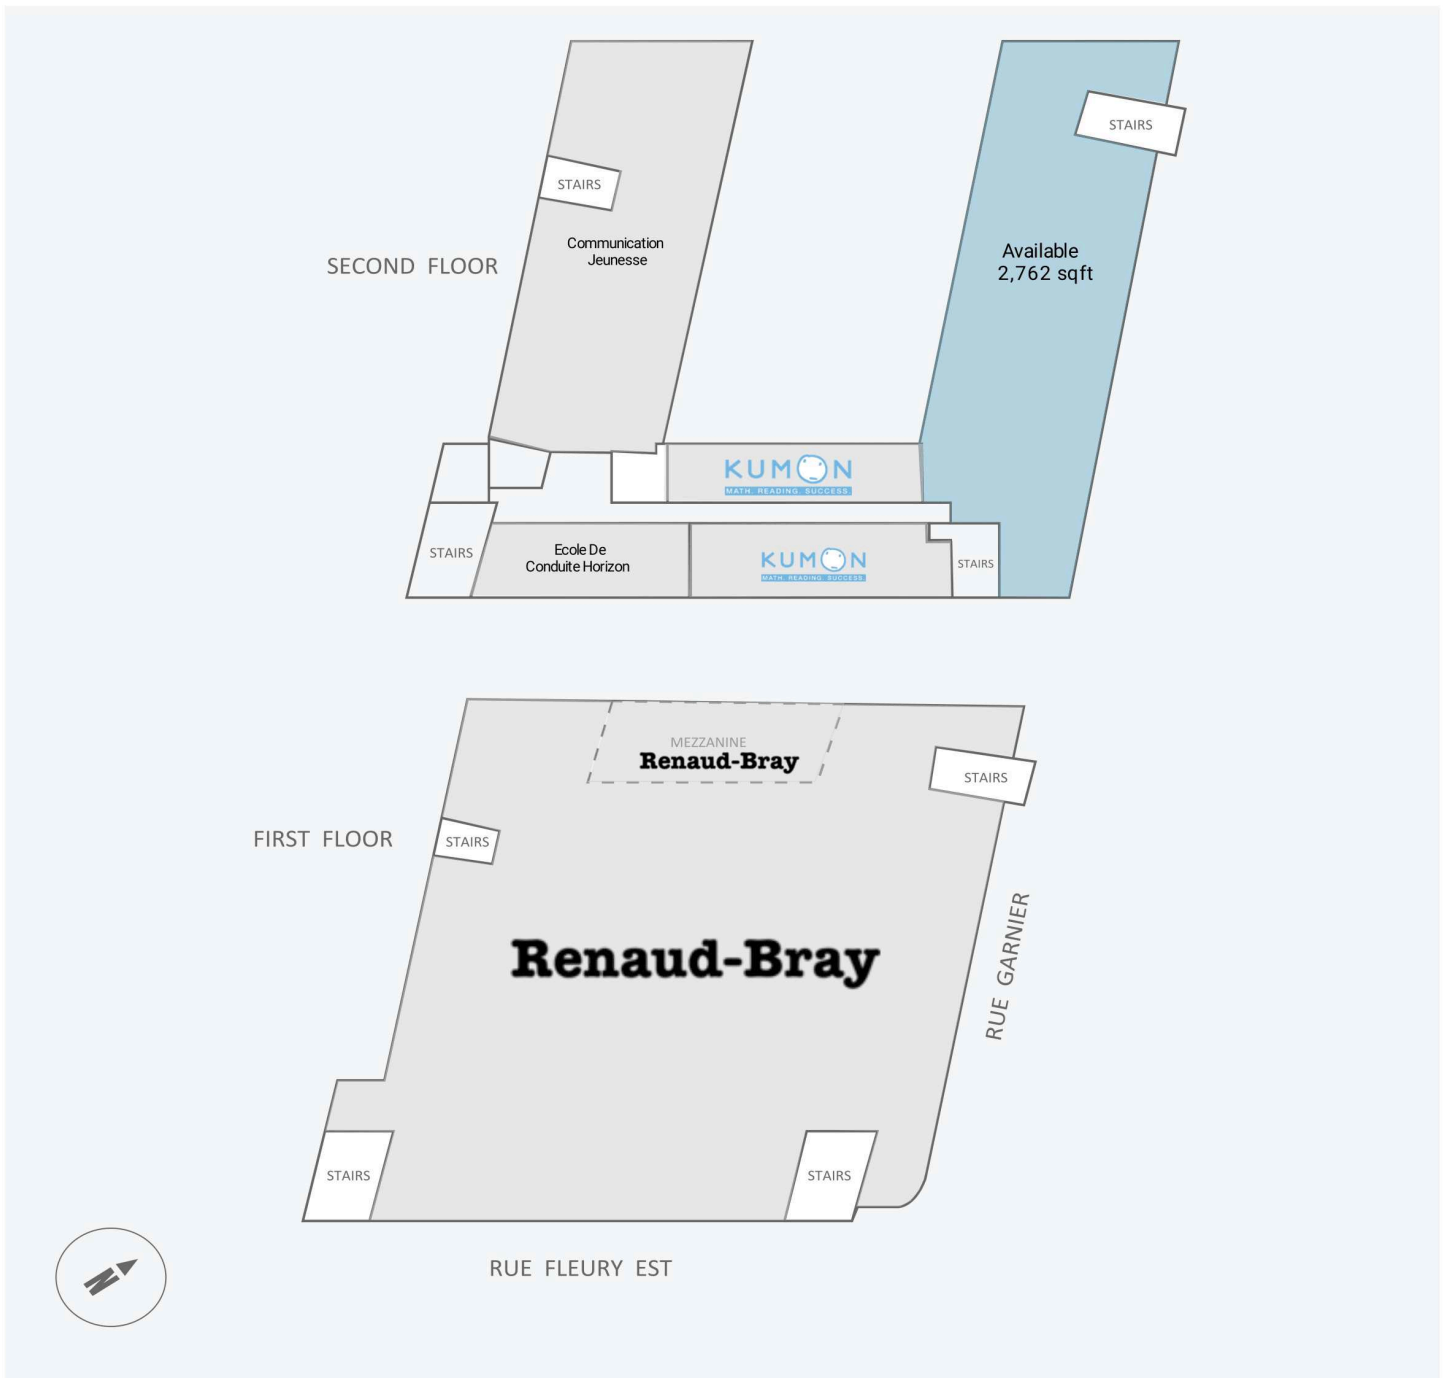 STAIRS
STAIRS
Communication
Jeunesse
Available
2,762 sqft
SECOND FLOOR
KUMON
MATH. READING. SUCCESS.
STAIRS
Ecole De
Conduite Horizon
KUMON
MATH. READING. SUCCESS.
STAIRS
MEZZANINE
Renaud-Bray
STAIRS
FIRST FLOOR
STAIRS
RUE GARNIER
Renaud-Bray
STAIRS
STAIRS
RUE FLEURY EST
N